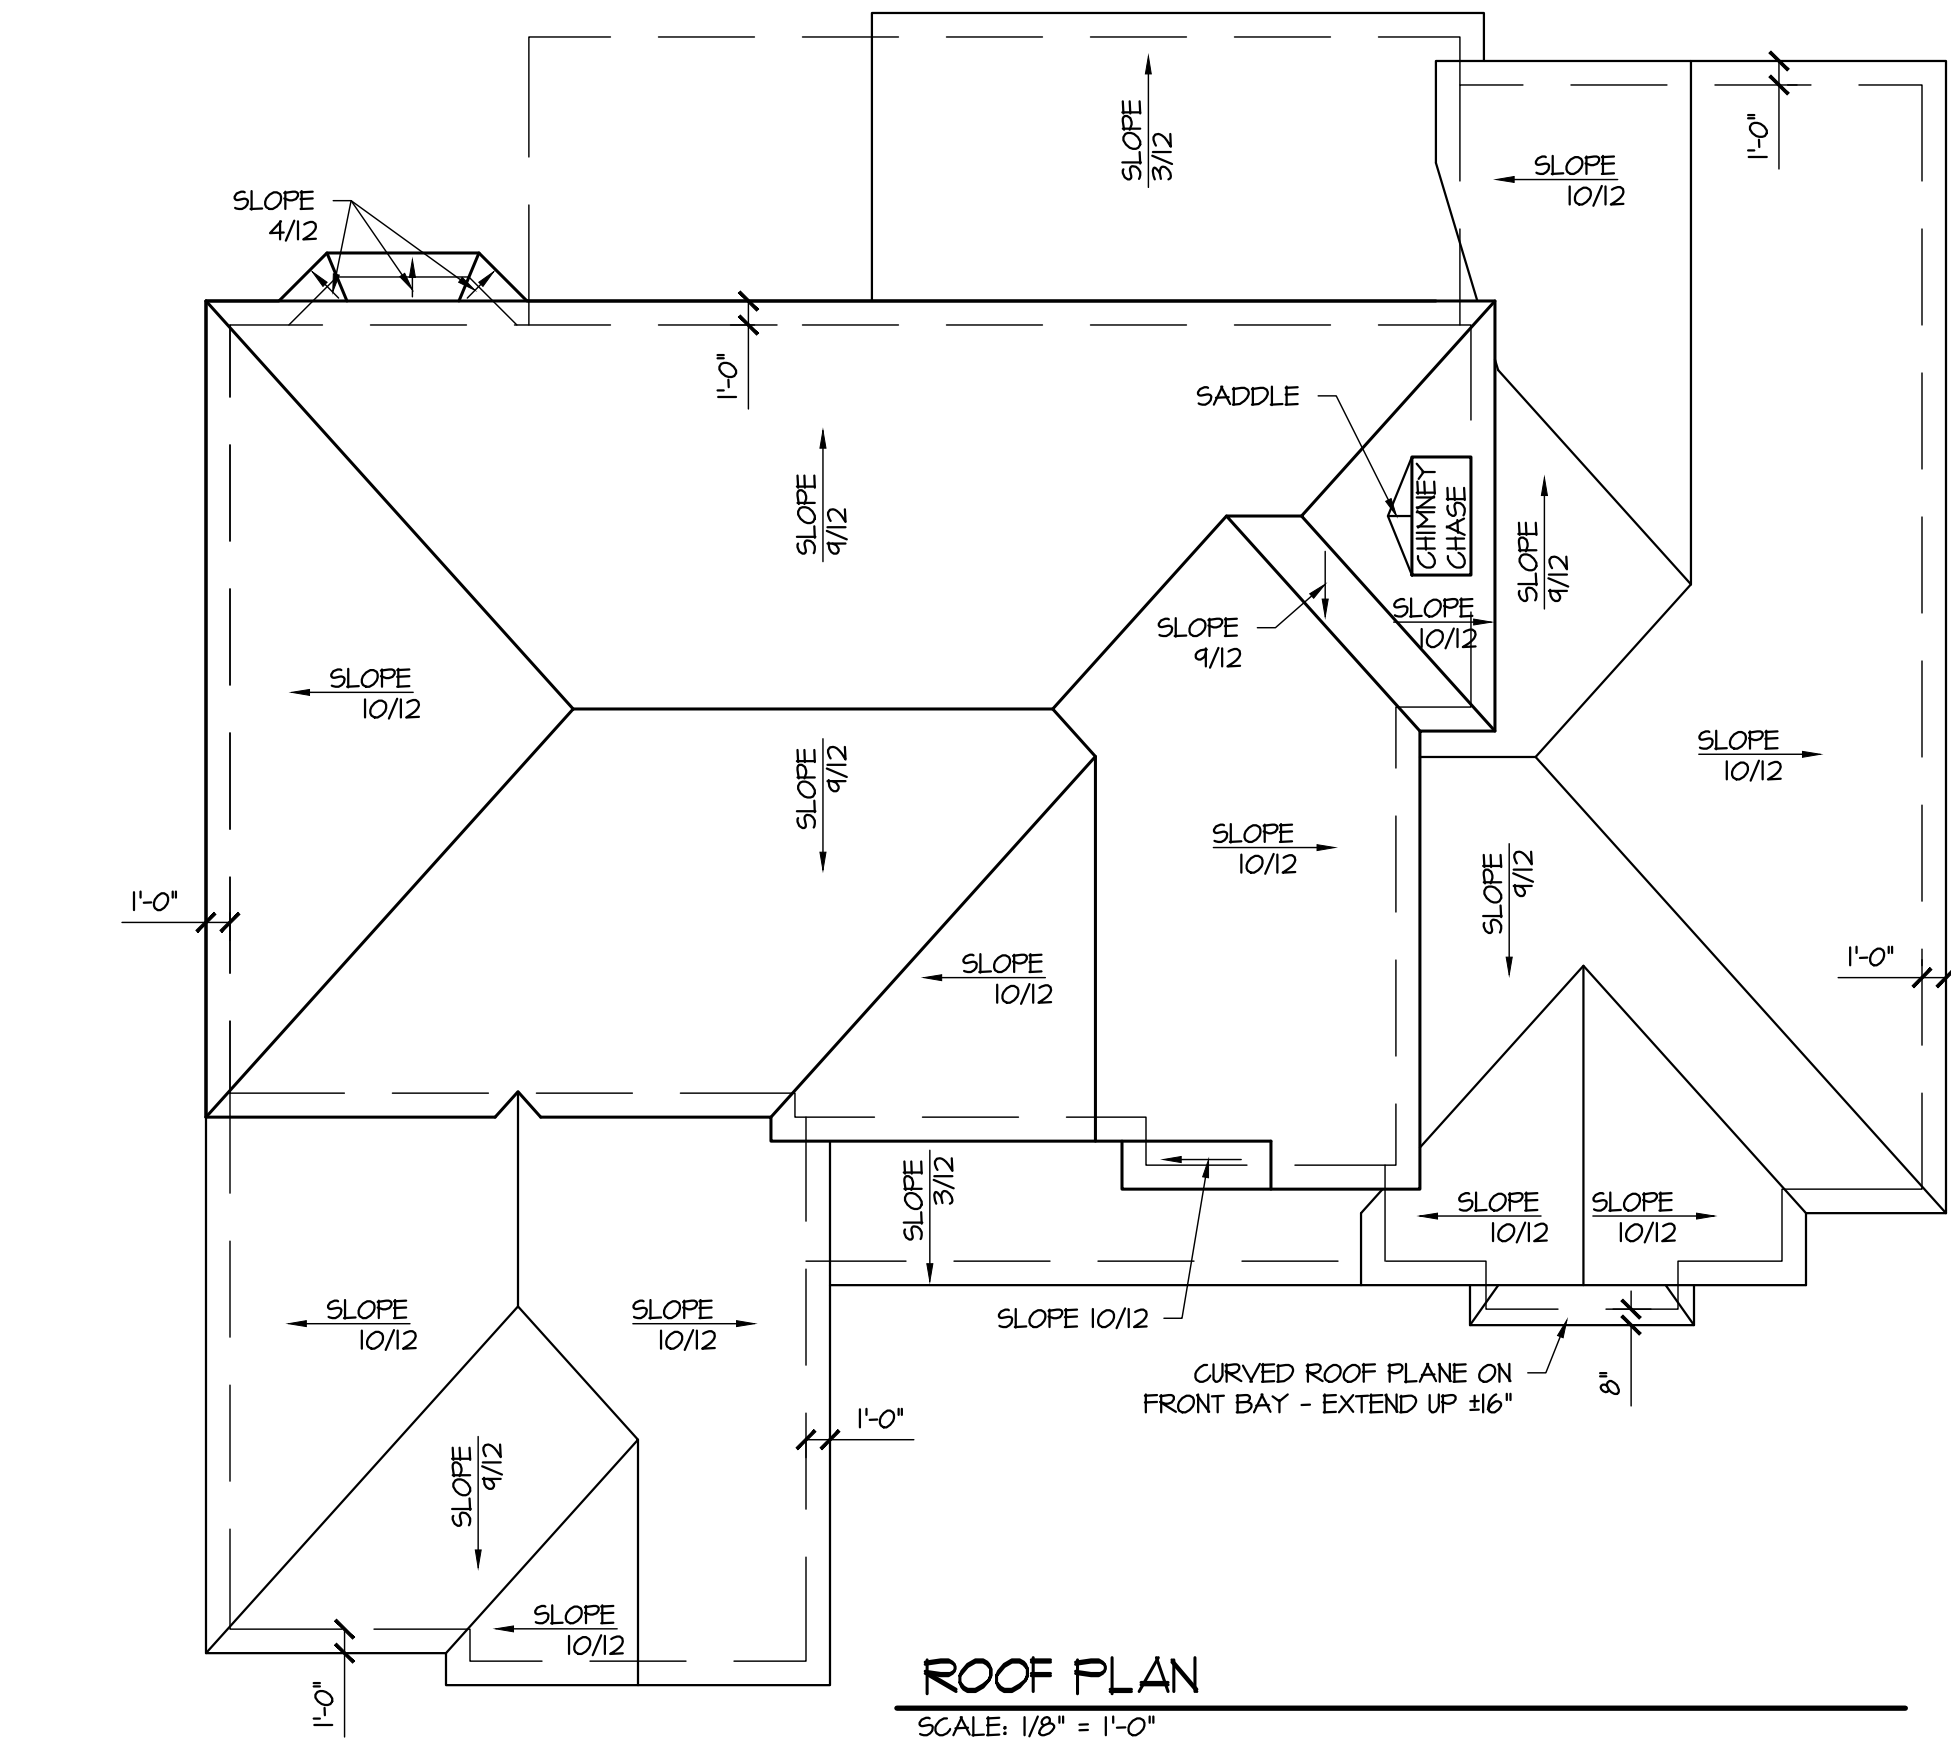 SLOPE
3/12
1'-0"
SLOPE
10/12
SLOPE
4/12
1'-0"
SADDLE
CHIMNEY
CHASE
SLOPE
9/12
SLOPE
9/12
SLOPE
10/12
SLOPE
9/12
SLOPE
10/12
SLOPE
9/12
SLOPE
10/12
SLOPE
10/12
SLOPE
9/12
1'-0"
SLOPE
10/12
1'-0"
SLOPE
3/12
SLOPE
10/12
SLOPE
10/12
SLOPE
10/12
SLOPE
10/12
SLOPE 10/12
CURVED ROOF PLANE ON
FRONT BAY - EXTEND UP ±16"
8"
1'-0"
SLOPE
9/12
SLOPE
10/12
1'-0"
ROOF PLAN
SCALE: 1/8" = 1'-0"